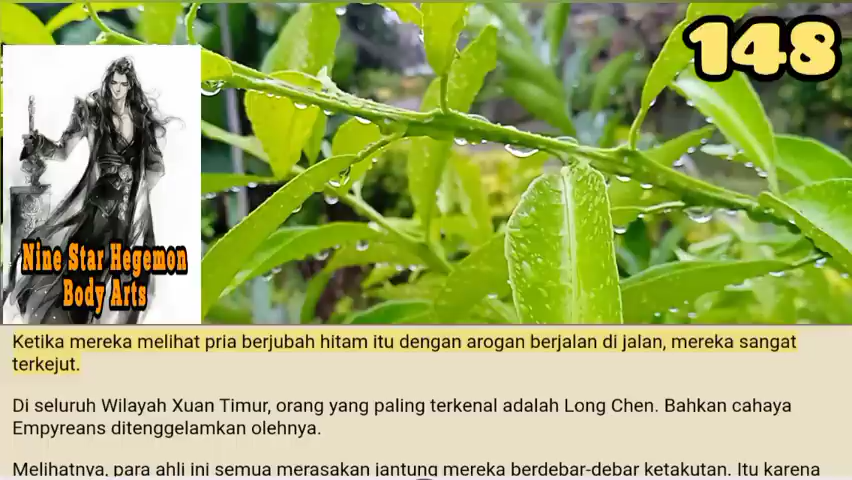 148
Nine Star Hegemon
Body Arts
Ketika mereka melihat pria berjubah hitam itu dengan arogan berjalan di jalan, mereka sangat
terkejut.
Di seluruh Wilayah Xuan Timur, orang yang paling terkenal adalah Long Chen. Bahkan cahaya
Empyreans ditenggelamkan olehnya.
Melihatnya, para ahli ini semua merasakan jantung mereka berdebar-debar ketakutan. Itu karena